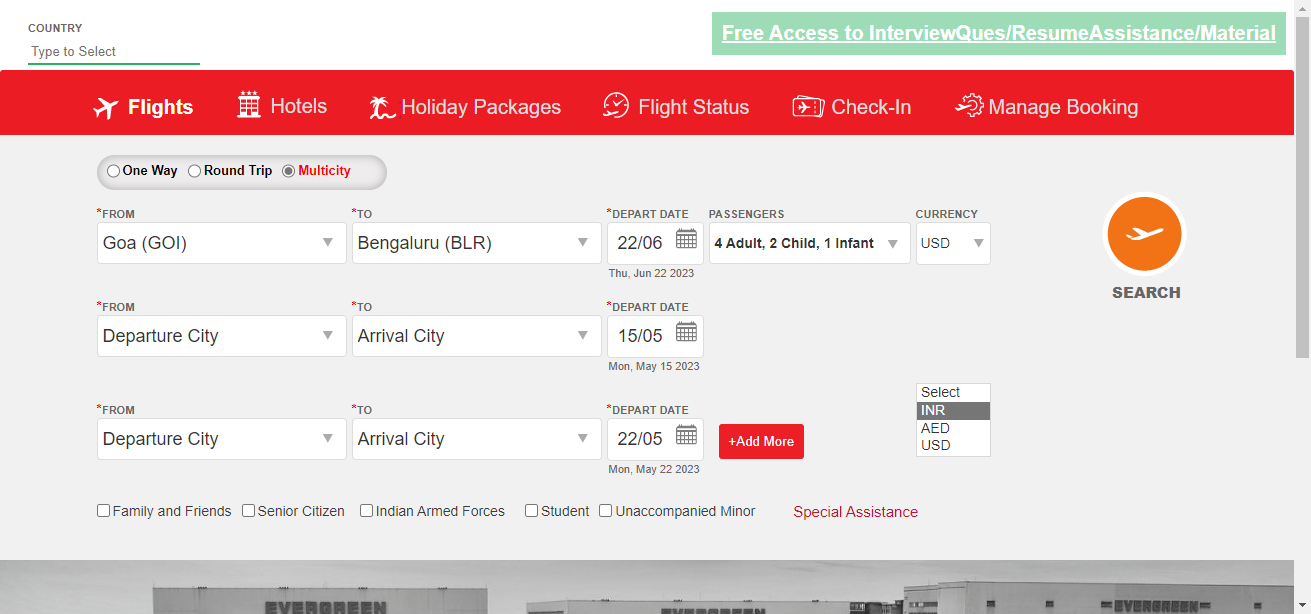 COUNTRY
Type to Select
Free Access to InterviewQues/ResumeAssistance/Material
Flights Hotels Holiday Packages Flight Status Check-In Manage Booking
One Way Round Trip Multicity
*FROM *TO *DEPART DATE PASSENGERS CURRENCY
Goa (GOI) Bengaluru (BLR) 22/06 4 Adult, 2 Child, 1 Infant USD
Thu, Jun 22 2023
SEARCH
*FROM *TO *DEPART DATE
Departure City Arrival City 15/05
Mon, May 15 2023
Select
INR
AED
USD
*FROM *TO *DEPART DATE
Departure City Arrival City 22/05 +Add More
Mon, May 22 2023
Family and Friends Senior Citizen Indian Armed Forces Student Unaccompanied Minor Special Assistance
EVERGREEN EVERGREEN EVERGREEN